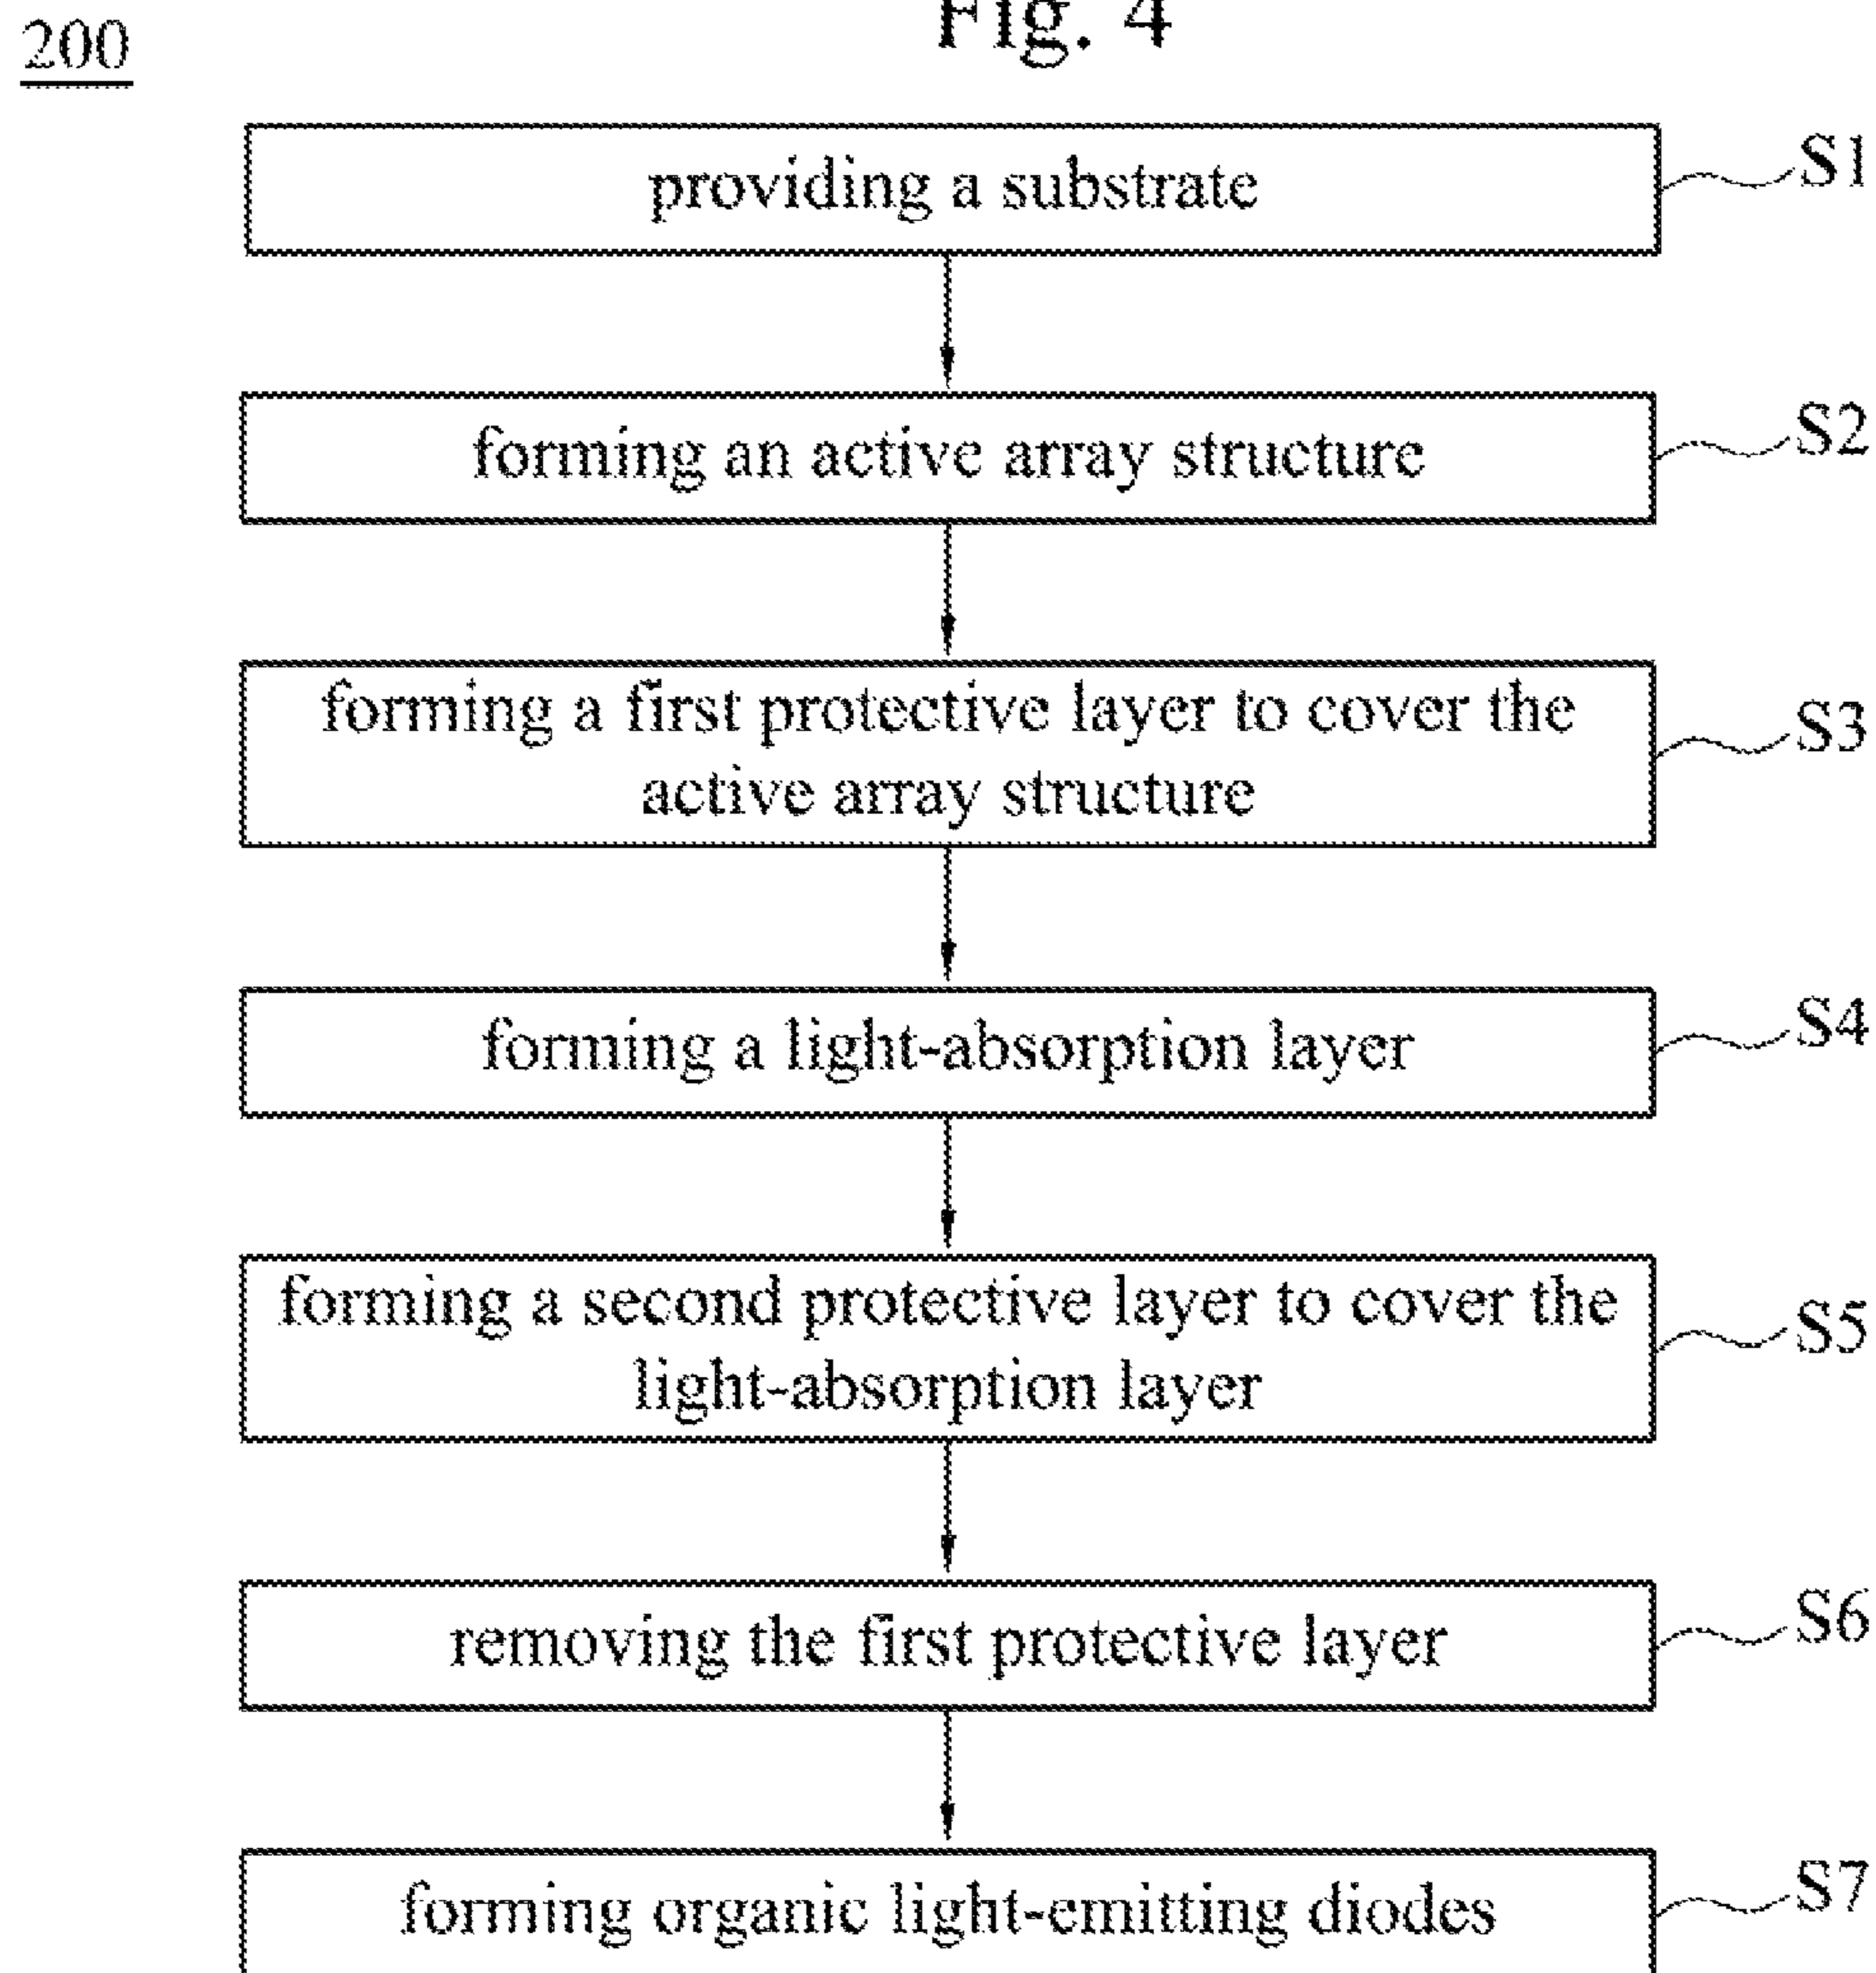 Fig. 4
200
providing a substrate
S1
forming an active array structure
S2
forming a first protective layer to cover the
active array structure
S3
forming a light-absorption layer
S4
forming a second protective layer to cover the
light-absorption layer
S5
removing the first protective layer
S6
forming organic light-emitting diodes
S7